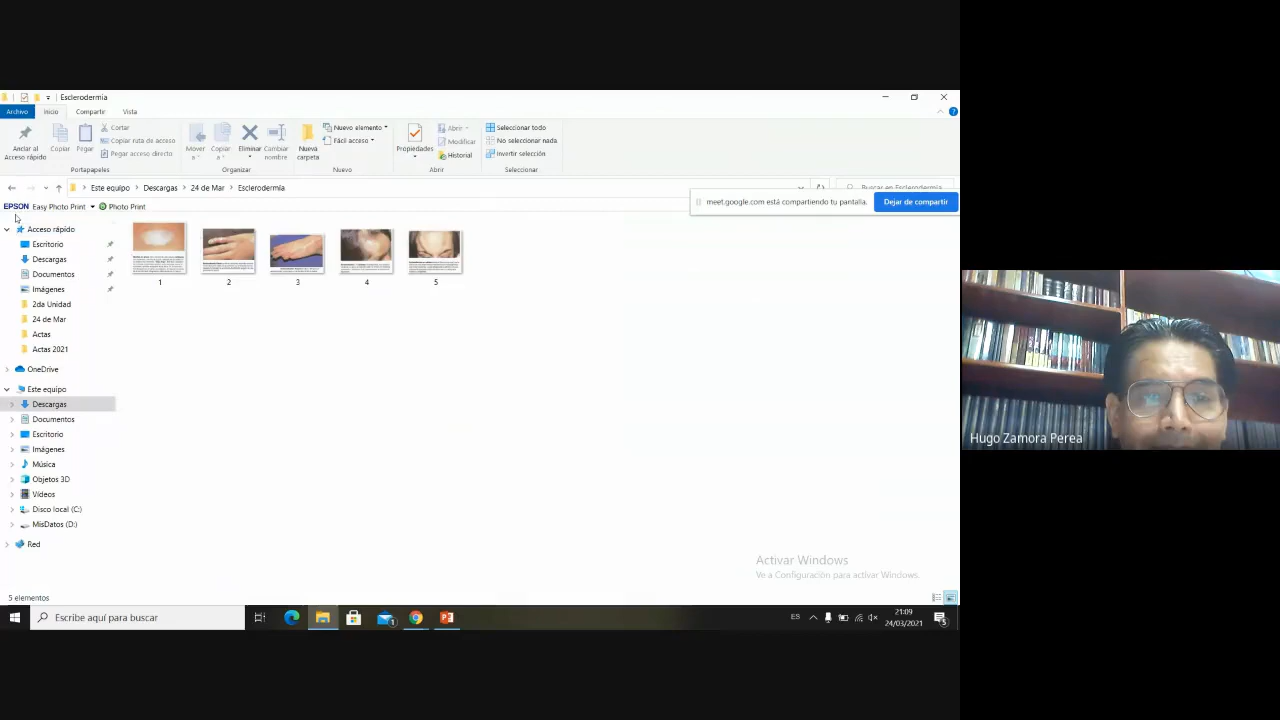 Esclerodermia
Archivo Inicio Compartir Vista
Anclar al Acceso rápido
Copiar
Pegar
Cortar
Copiar ruta de acceso
Pegar acceso directo
Portapapeles
Mover a
Copiar a
Eliminar
Cambiar nombre
Organizar
Nueva carpeta
Nuevo elemento
Fácil acceso
Nuevo
Propiedades
Abrir
Modificar
Historial
Abrir
Seleccionar todo
No seleccionar nada
Invertir selección
Seleccionar
Este equipo > Descargas > 24 de Mar > Esclerodermia
Buscar en Esclerodermia
meet.google.com está compartiendo tu pantalla.
Dejar de compartir
EPSON Easy Photo Print Photo Print
Acceso rápido
Escritorio
Descargas
Documentos
Imágenes
2da Unidad
24 de Mar
Actas
Actas 2021
OneDrive
Este equipo
Descargas
Documentos
Escritorio
Imágenes
Música
Objetos 3D
Vídeos
Disco local (C:)
MisDatos (D:)
Red
1 2 3 4 5
Hugo Zamora Perea
Activar Windows
Ve a Configuración para activar Windows.
5 elementos
Escribe aquí para buscar
1
ES
21:09
24/03/2021
5